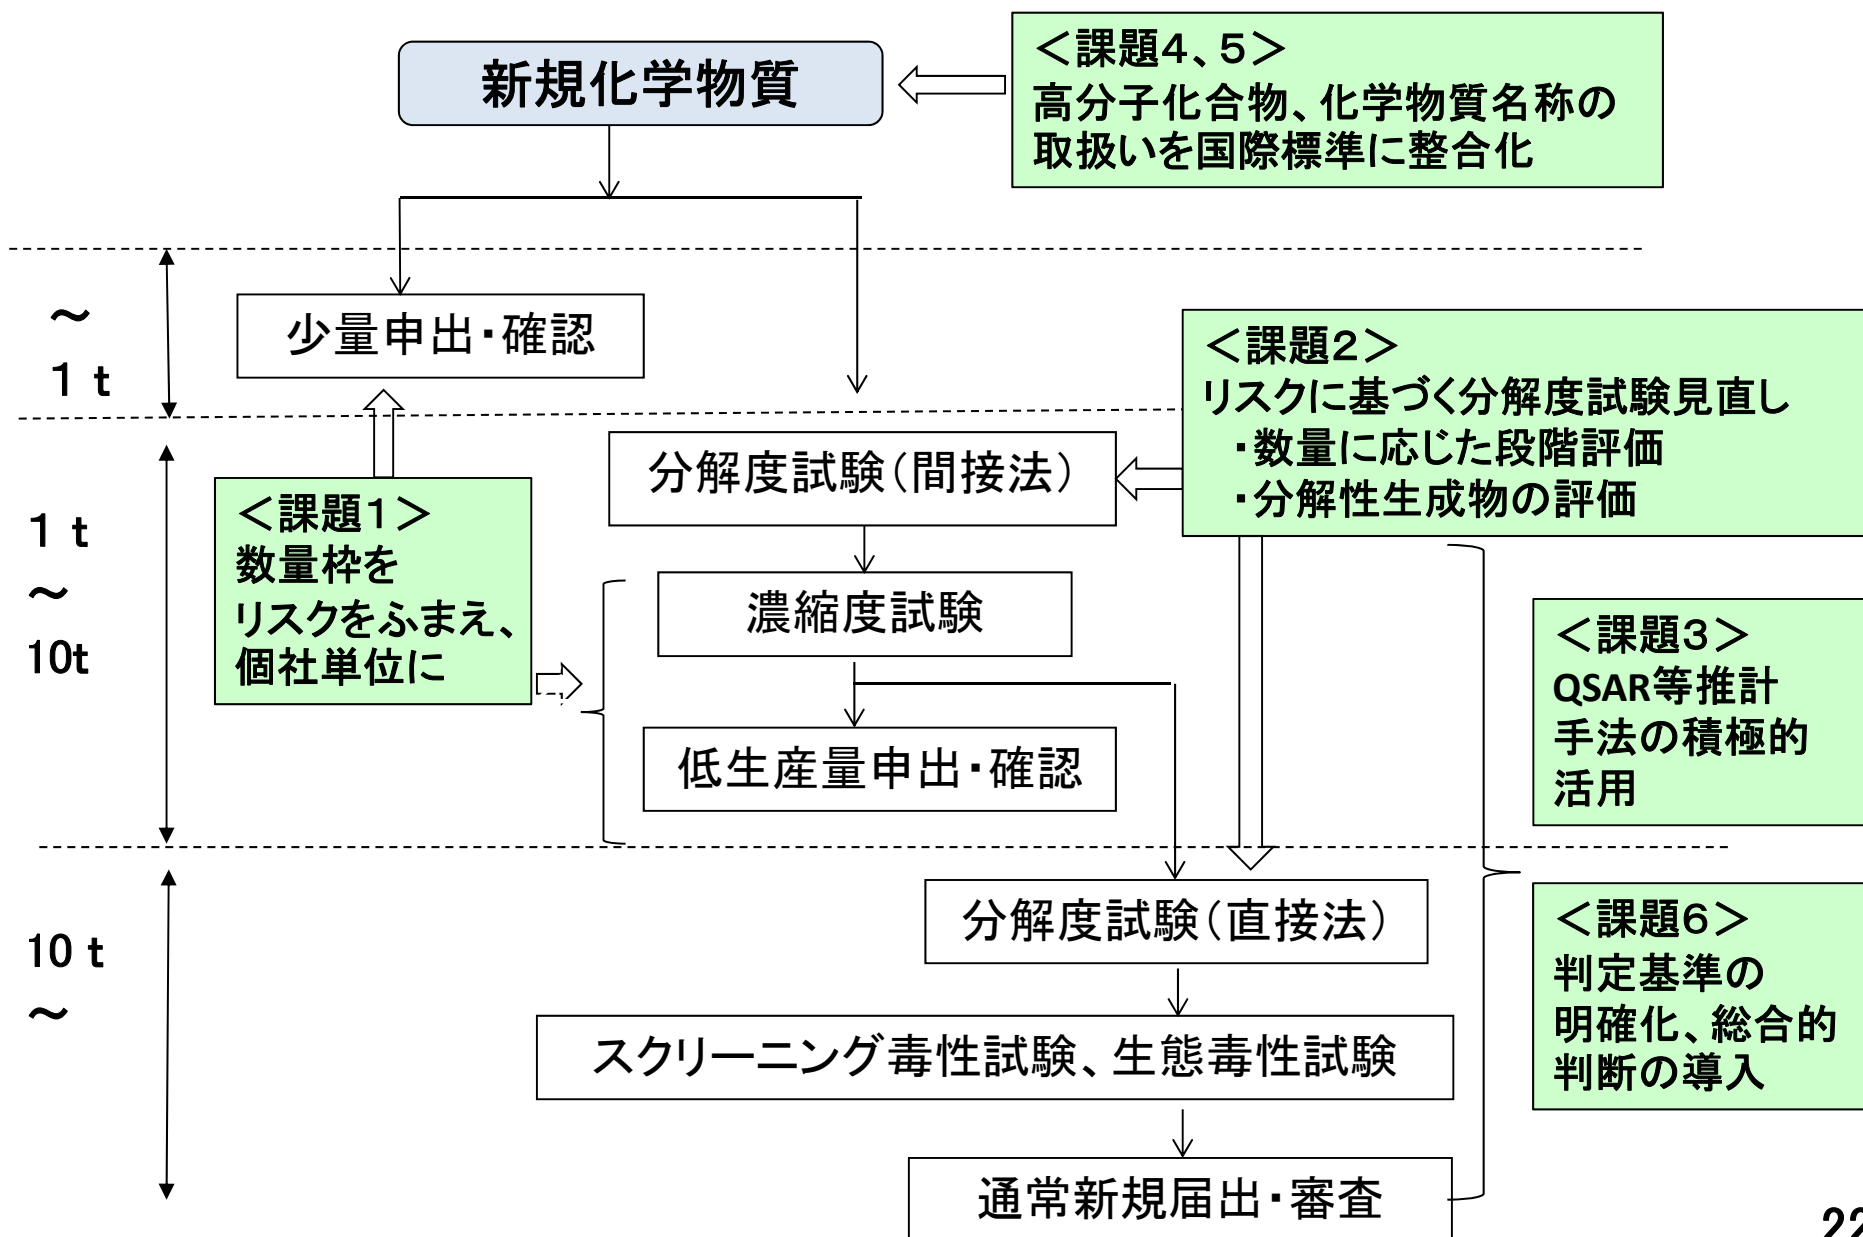 新規化学物質
＜課題４、５＞
高分子化合物、化学物質名称の
取扱いを国際標準に整合化
～
１ｔ
少量申出・確認
＜課題２＞
リスクに基づく分解度試験見直し
・数量に応じた段階評価
・分解性生成物の評価
分解度試験（間接法）
１ｔ
～
10t
＜課題１＞
数量枠を
リスクをふまえ、
個社単位に
濃縮度試験
低生産量申出・確認
＜課題３＞
QSAR等推計
手法の積極的
活用
10ｔ
～
分解度試験（直接法）
＜課題６＞
判定基準の
明確化、総合的
判断の導入
スクリーニング毒性試験、生態毒性試験
通常新規届出・審査
22